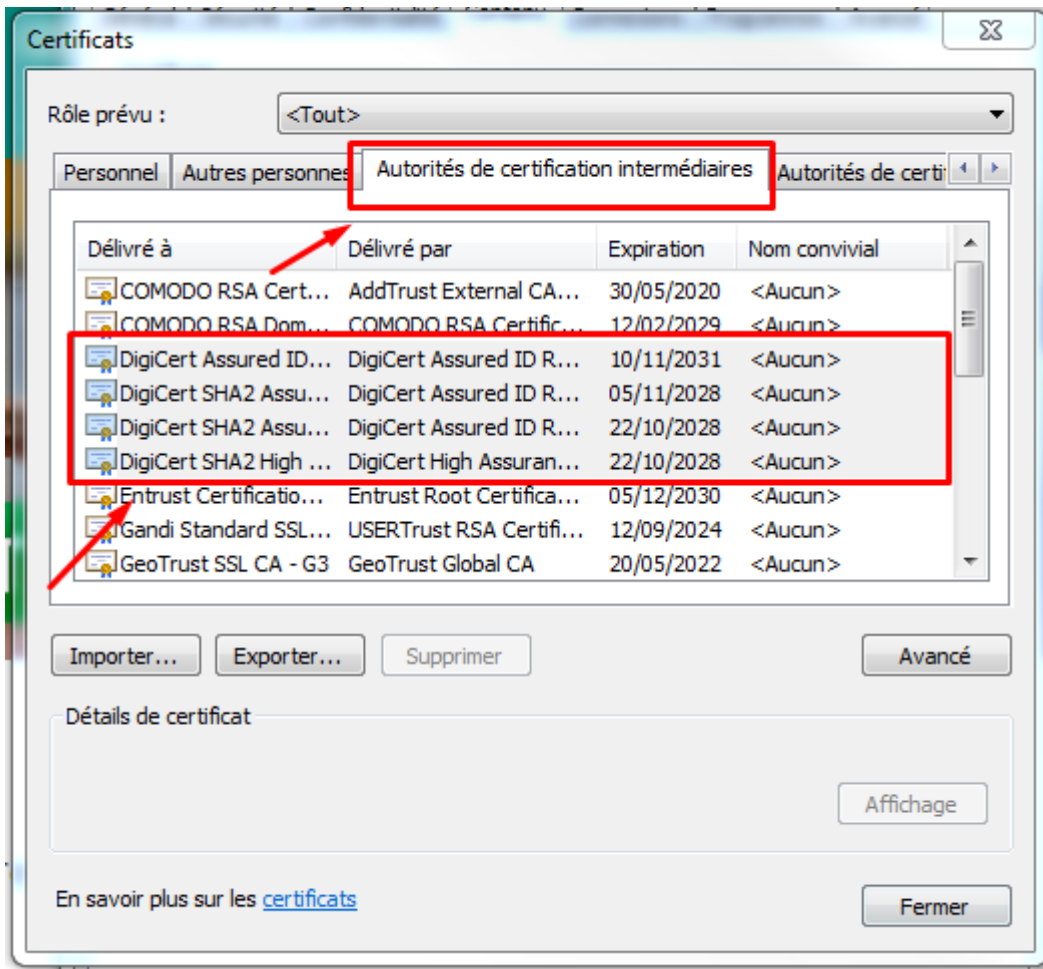 Certificats
Rôle prévu : <Tout>
Personnel Autres personnes Autorités de certification intermédiaires Autorités de certi
Délivré à Délivré par Expiration Nom convivial
COMODO RSA Cert... AddTrust External CA... 30/05/2020 <Aucun>
COMODO RSA Dom... COMODO RSA Certific... 12/02/2029 <Aucun>
DigiCert Assured ID... DigiCert Assured ID R... 10/11/2031 <Aucun>
DigiCert SHA2 Assu... DigiCert Assured ID R... 05/11/2028 <Aucun>
DigiCert SHA2 Assu... DigiCert Assured ID R... 22/10/2028 <Aucun>
DigiCert SHA2 High ... DigiCert High Assuran... 22/10/2028 <Aucun>
Entrust Certificatio... Entrust Root Certifica... 05/12/2030 <Aucun>
Gandi Standard SSL... USERTrust RSA Certifi... 12/09/2024 <Aucun>
GeoTrust SSL CA - G3 GeoTrust Global CA 20/05/2022 <Aucun>
Importer... Exporter... Supprimer Avancé
Détails de certificat
Affichage
En savoir plus sur les certificats
Fermer